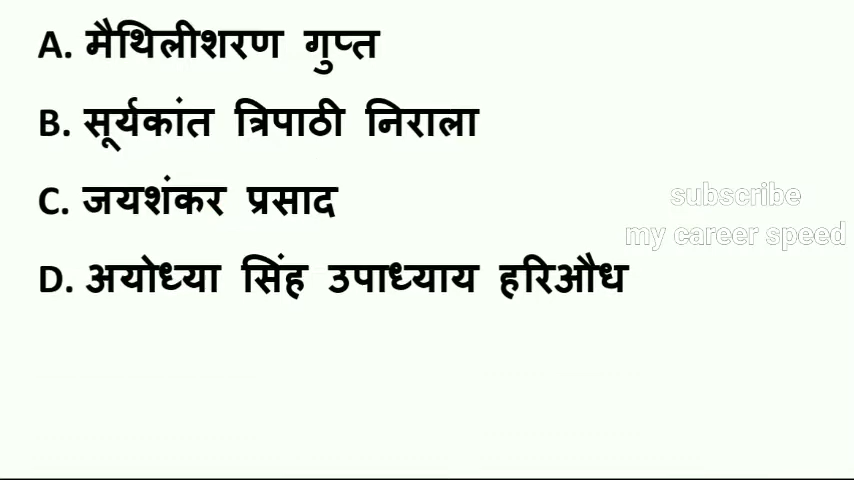 A. मैथिलीशरण गुप्त
B. सूर्यकांत त्रिपाठी निराला
C. जयशंकर प्रसाद
subscribe
my career speed
D. अयोध्या सिंह उपाध्याय हरिऔध